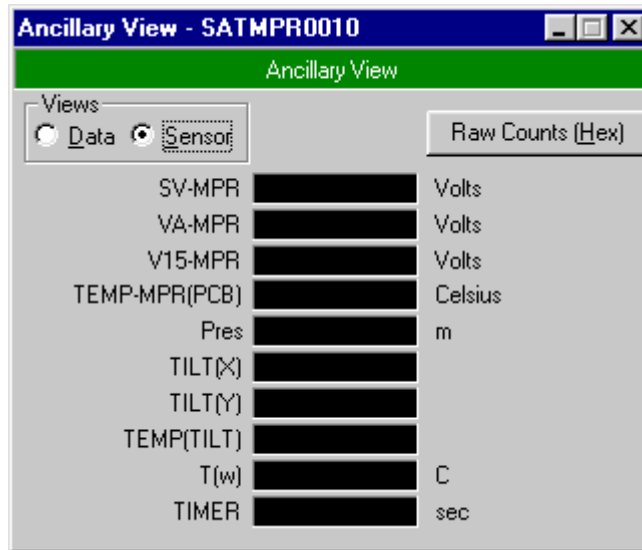 Ancillary View - SATMPR0010
Ancillary View
Views
Data Sensor
Raw Counts (Hex)
SV-MPR Volts
VA-MPR Volts
V15-MPR Volts
TEMP-MPR(PCB) Celsius
Pres m
TILT(X)
TILT(Y)
TEMP(TILT)
T(w) C
TIMER sec